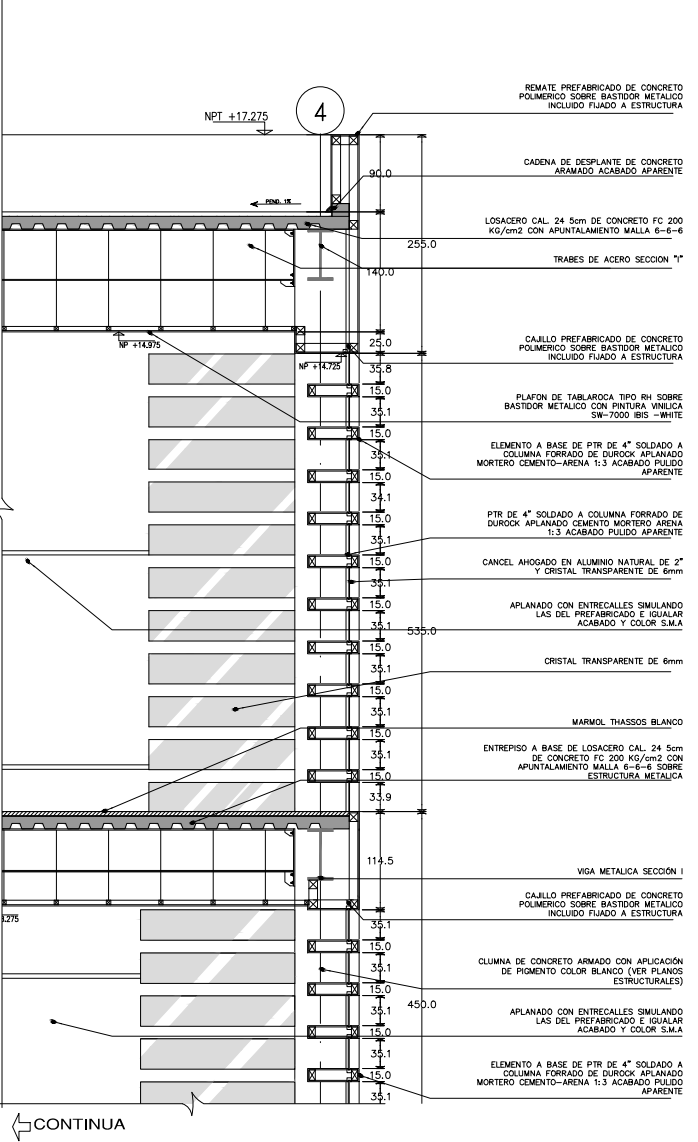 REMATE PREFABRICADO DE CONCRETO
POLIMERICO SOBRE BASTIDOR METALICO
INCLUIDO FIJADO A ESTRUCTURA
NPT +17.275
4
CADENA DE DESPLANTE DE CONCRETO
ARAMADO ACABADO APARENTE
90.0
PEND. 1%
LOSACERO CAL. 24 5cm DE CONCRETO FC 200
KG/cm2 CON APUNTALAMIENTO MALLA 6-6-6
255.0
TRABES DE ACERO SECCION "I"
140.0
NP +14.975
25.0
CAJILLO PREFABRICADO DE CONCRETO
POLIMERICO SOBRE BASTIDOR METALICO
INCLUIDO FIJADO A ESTRUCTURA
NP +14.725
35.8
15.0
35.1
PLAFON DE TABLAROCA TIPO RH SOBRE
BASTIDOR METALICO CON PINTURA VINILICA
SW-7000 IBIS -WHITE
15.0
35.1
ELEMENTO A BASE DE PTR DE 4" SOLDADO A
COLUMNA FORRADO DE DUROCK APLANADO
MORTERO CEMENTO-ARENA 1:3 ACABADO PULIDO
APARENTE
15.0
34.1
15.0
35.1
PTR DE 4" SOLDADO A COLUMNA FORRADO DE
DUROCK APLANADO CEMENTO MORTERO ARENA
1:3 ACABADO PULIDO APARENTE
15.0
35.1
CANCEL AHOGADO EN ALUMINIO NATURAL DE 2"
Y CRISTAL TRANSPARENTE DE 6mm
15.0
35.1
APLANADO CON ENTRECALLES SIMULANDO
LAS DEL PREFABRICADO E IGUALAR
ACABADO Y COLOR S.M.A
535.0
15.0
35.1
CRISTAL TRANSPARENTE DE 6mm
15.0
35.1
MARMOL THASSOS BLANCO
15.0
35.1
ENTREPISO A BASE DE LOSACERO CAL. 24 5cm
DE CONCRETO FC 200 KG/cm2 CON
APUNTALAMIENTO MALLA 6-6-6 SOBRE
ESTRUCTURA METALICA
15.0
33.9
114.5
VIGA METALICA SECCIÓN I
CAJILLO PREFABRICADO DE CONCRETO
POLIMERICO SOBRE BASTIDOR METALICO
INCLUIDO FIJADO A ESTRUCTURA
.275
35.1
15.0
35.1
CLUMNA DE CONCRETO ARMADO CON APLICACIÓN
DE PIGMENTO COLOR BLANCO (VER PLANOS
ESTRUCTURALES)
15.0
450.0
35.1
APLANADO CON ENTRECALLES SIMULANDO
LAS DEL PREFABRICADO E IGUALAR
ACABADO Y COLOR S.M.A
15.0
35.1
ELEMENTO A BASE DE PTR DE 4" SOLDADO A
COLUMNA FORRADO DE DUROCK APLANADO
MORTERO CEMENTO-ARENA 1:3 ACABADO PULIDO
APARENTE
15.0
35.1
CONTINUA